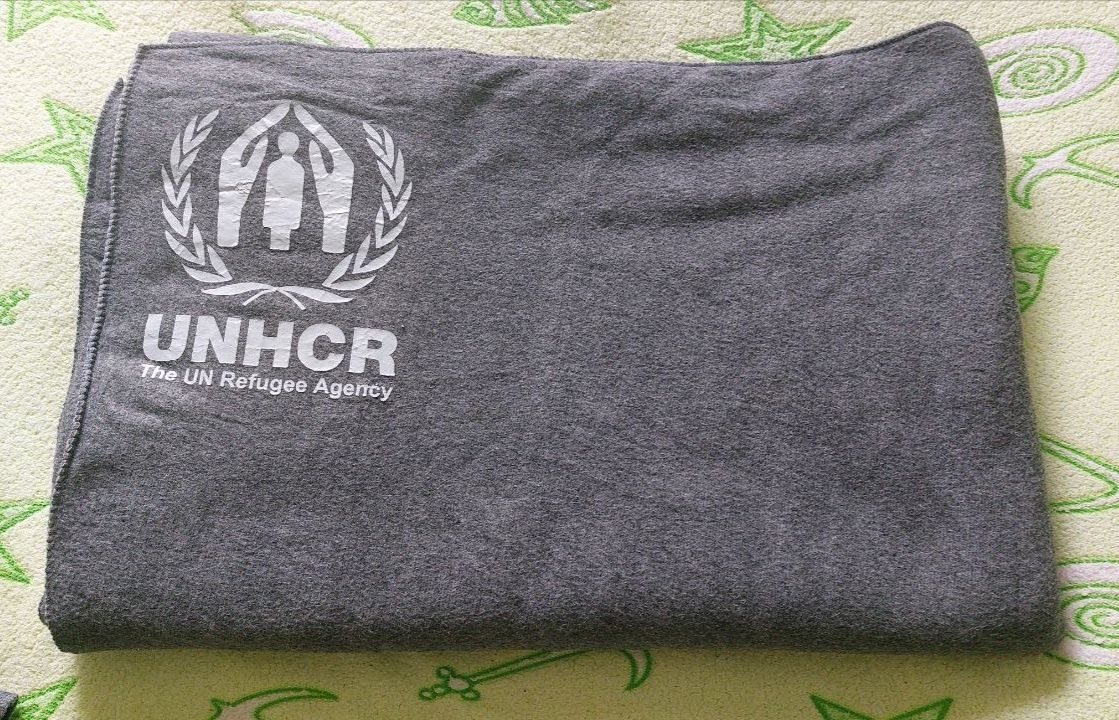 UNHCR
The UN Refugee Agency